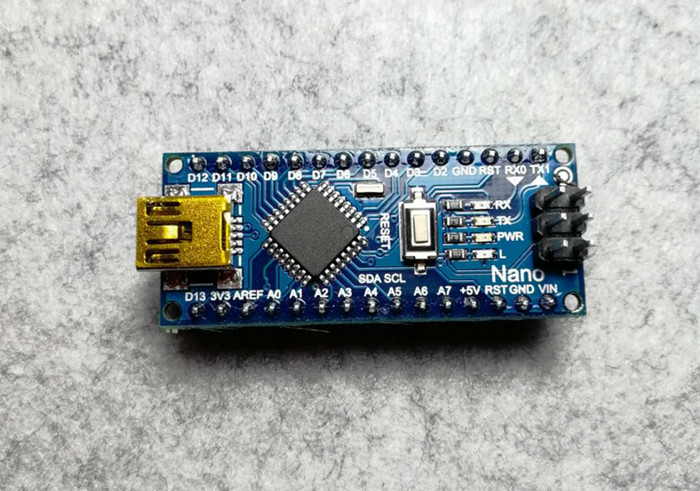 D12 D11 D10 D9 D8 D7 D6 D5 D4 D3 D2 GND RST RX0 TX1
RESET
RX
TX
PWR
L
Nano
SDA SCL
D13 3V3 AREF A0 A1 A2 A3 A4 A5 A6 A7 +5V RST GND VIN